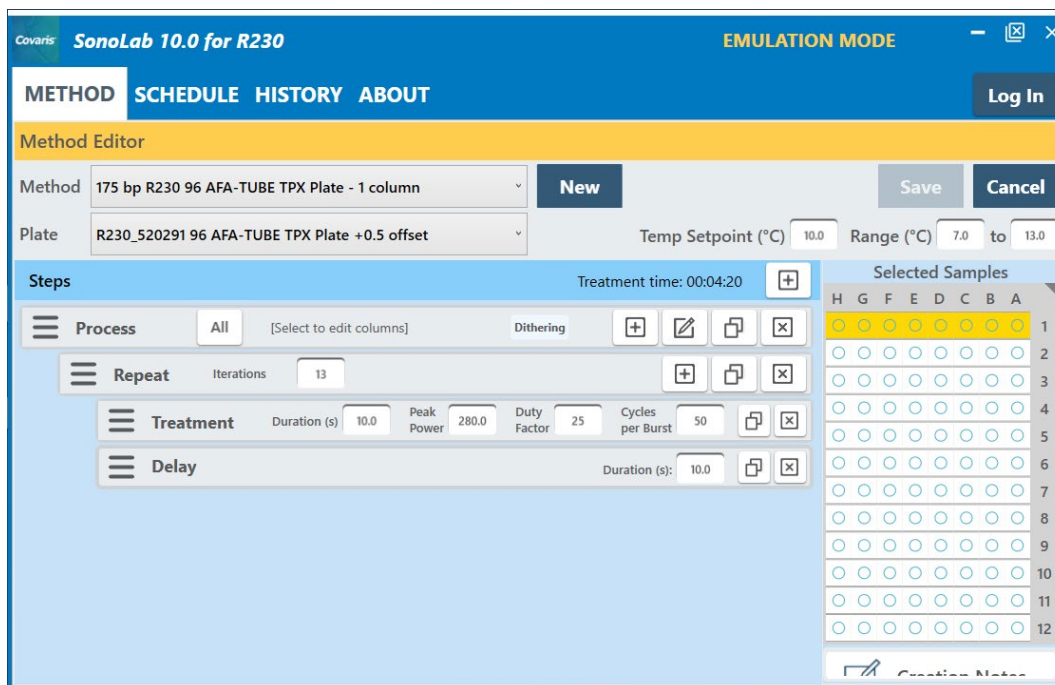 Covaris SonoLab 10.0 for R230 EMULATION MODE
METHOD SCHEDULE HISTORY ABOUT Log In
Method Editor
Method 175 bp R230 96 AFA-TUBE TPX Plate - 1 column New Save Cancel
Plate R230_520291 96 AFA-TUBE TPX Plate +0.5 offset Temp Setpoint (°C) 10.0 Range (°C) 7.0 to 13.0
Steps Treatment time: 00:04:20
Process All [Select to edit columns] Dithering
Repeat Iterations 13
Treatment Duration (s) 10.0 Peak Power 280.0 Duty Factor 25 Cycles per Burst 50
Delay Duration (s): 10.0
Selected Samples
H G F E D C B A
1
2
3
4
5
6
7
8
9
10
11
12
Creation Notes